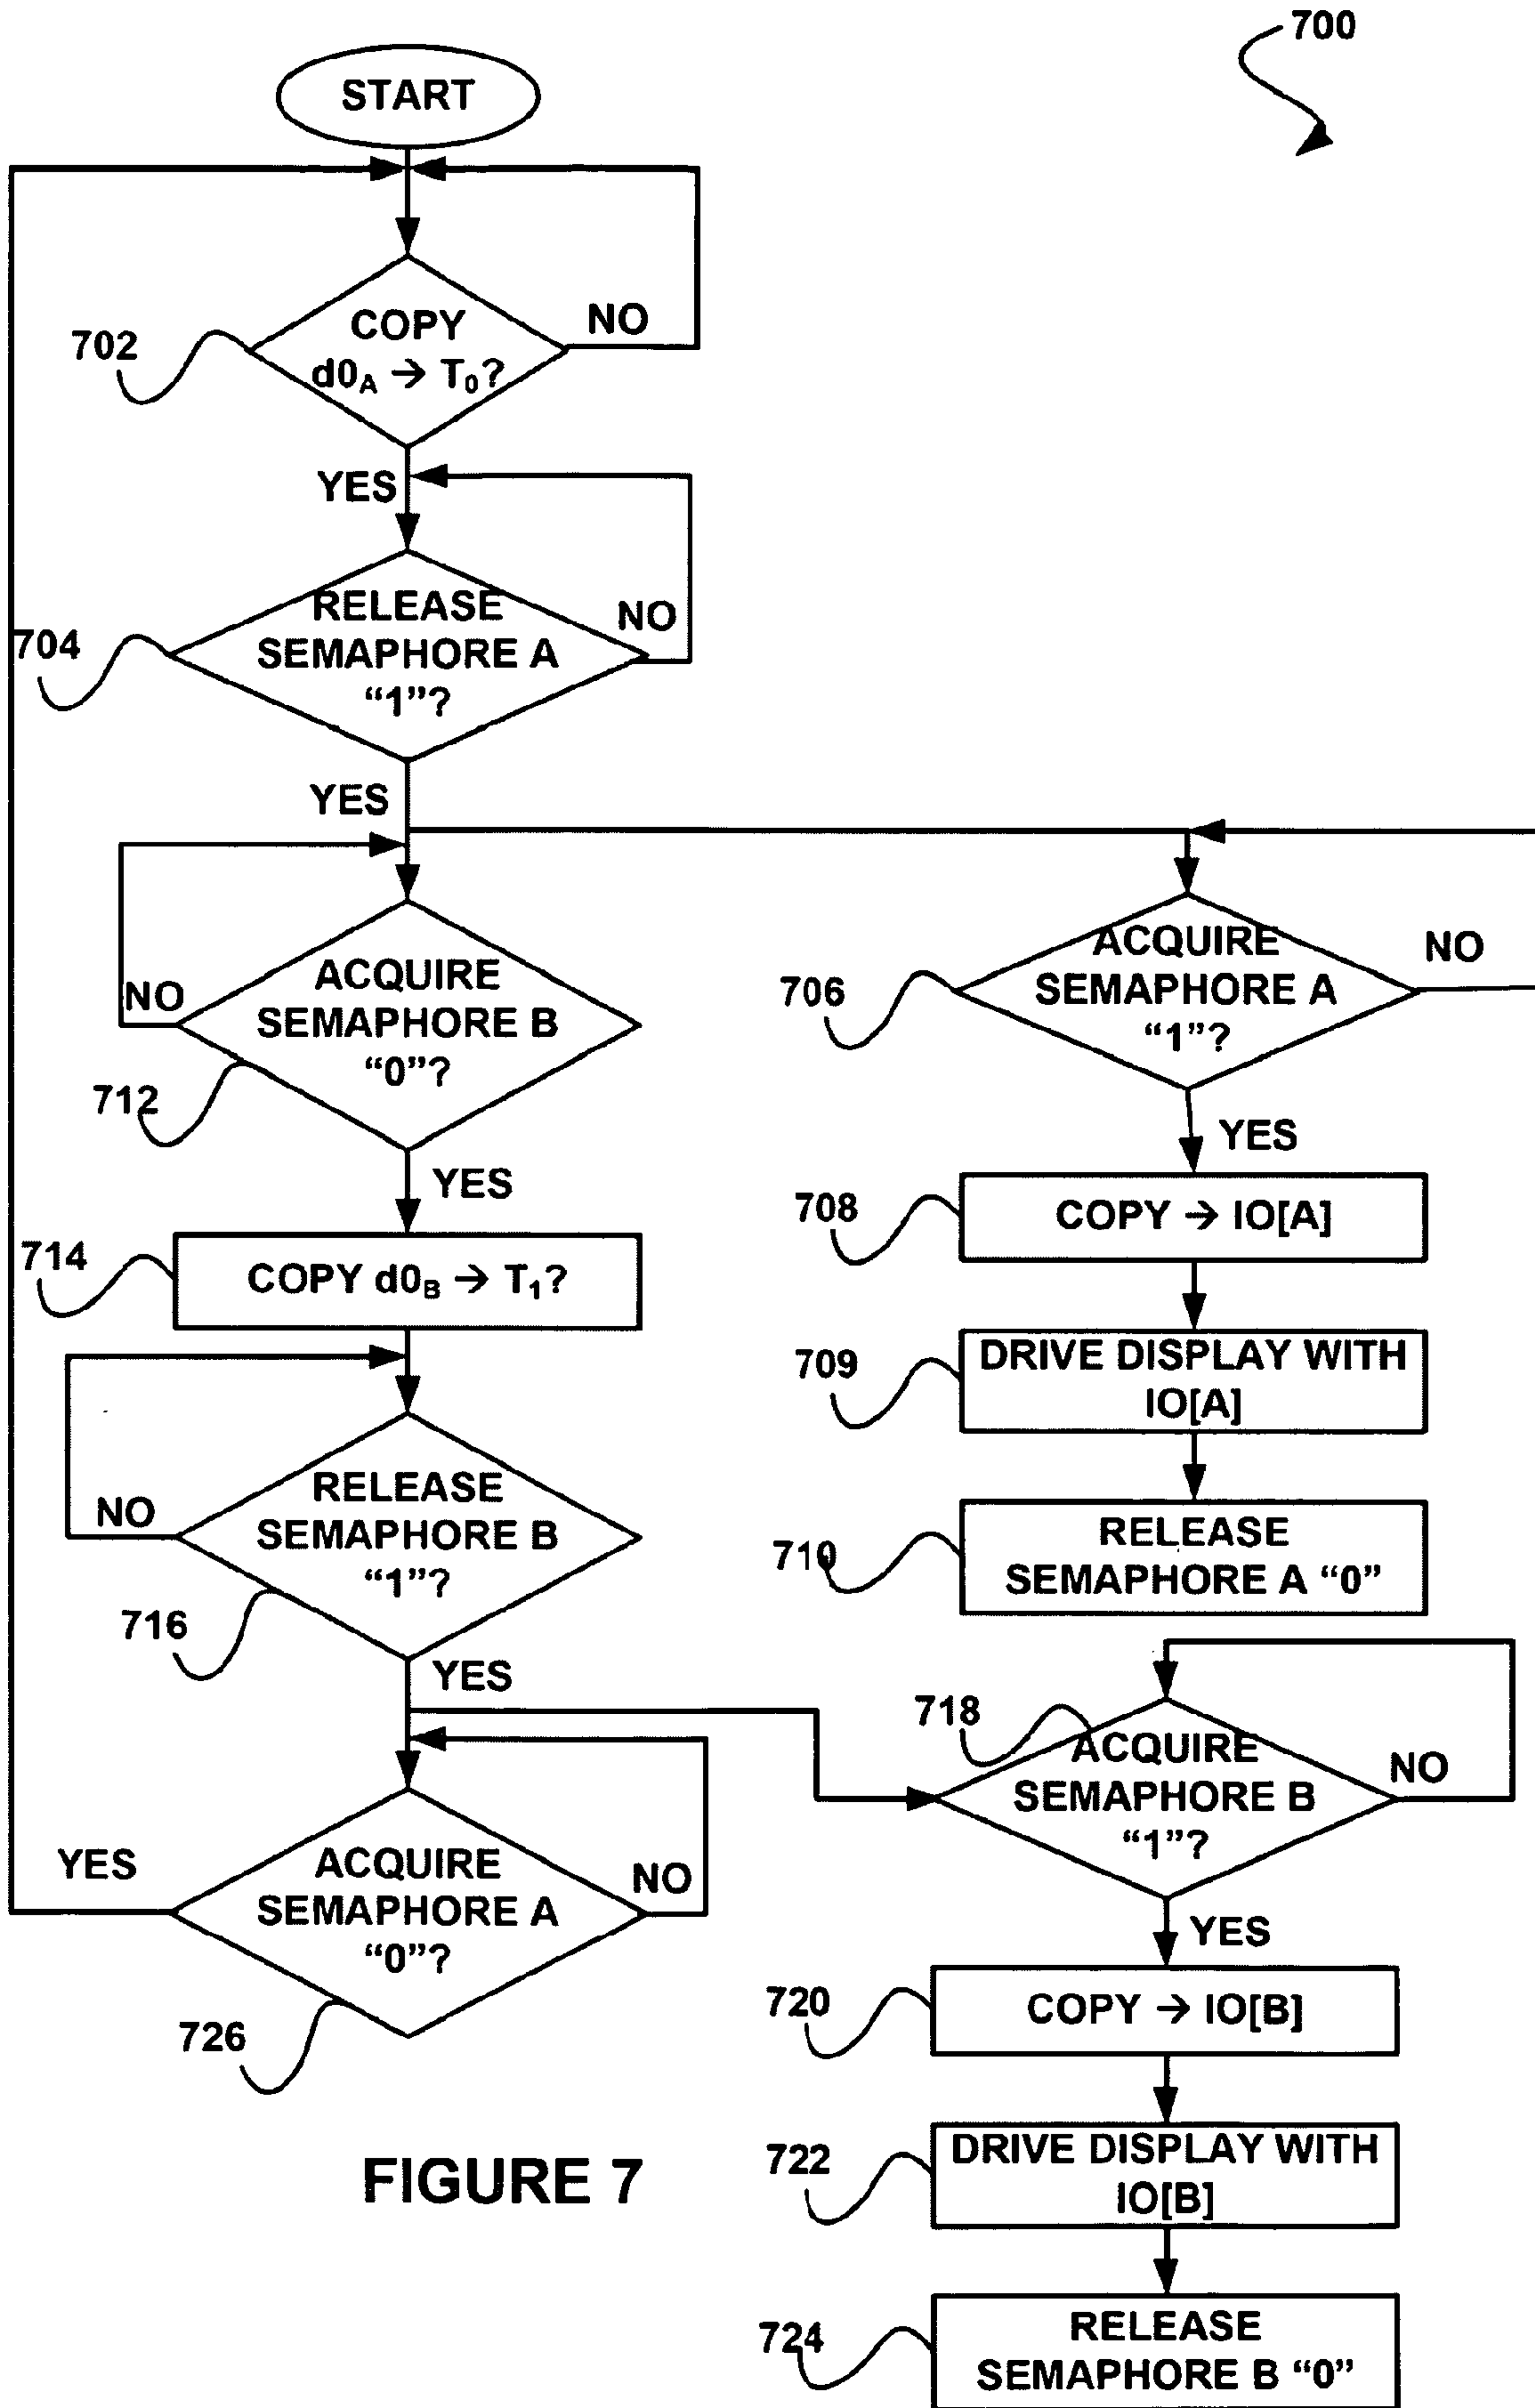 700
START
702
COPY
d0A → T0?
NO
YES
704
RELEASE
SEMAPHORE A
“1”?
NO
YES
712
ACQUIRE
SEMAPHORE B
“0”?
NO
YES
714
COPY d0B → T1?
716
RELEASE
SEMAPHORE B
“1”?
NO
YES
726
ACQUIRE
SEMAPHORE A
“0”?
NO
YES
706
ACQUIRE
SEMAPHORE A
“1”?
NO
YES
708
COPY → IO[A]
709
DRIVE DISPLAY WITH
IO[A]
710
RELEASE
SEMAPHORE A “0”
718
ACQUIRE
SEMAPHORE B
“1”?
NO
YES
720
COPY → IO[B]
722
DRIVE DISPLAY WITH
IO[B]
724
RELEASE
SEMAPHORE B “0”
FIGURE 7